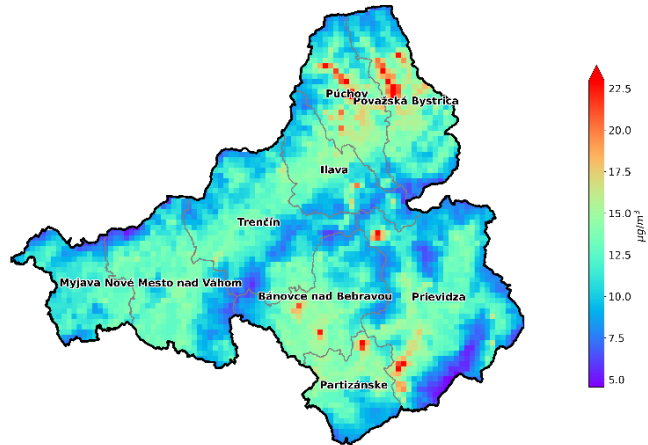 Púchov
Považská Bystrica
Ilava
Trenčín
Myjava Nové Mesto nad Váhom
Bánovce nad Bebravou
Prievidza
Partizánske
22.5
20.0
17.5
15.0
12.5
10.0
7.5
5.0
µg/m³